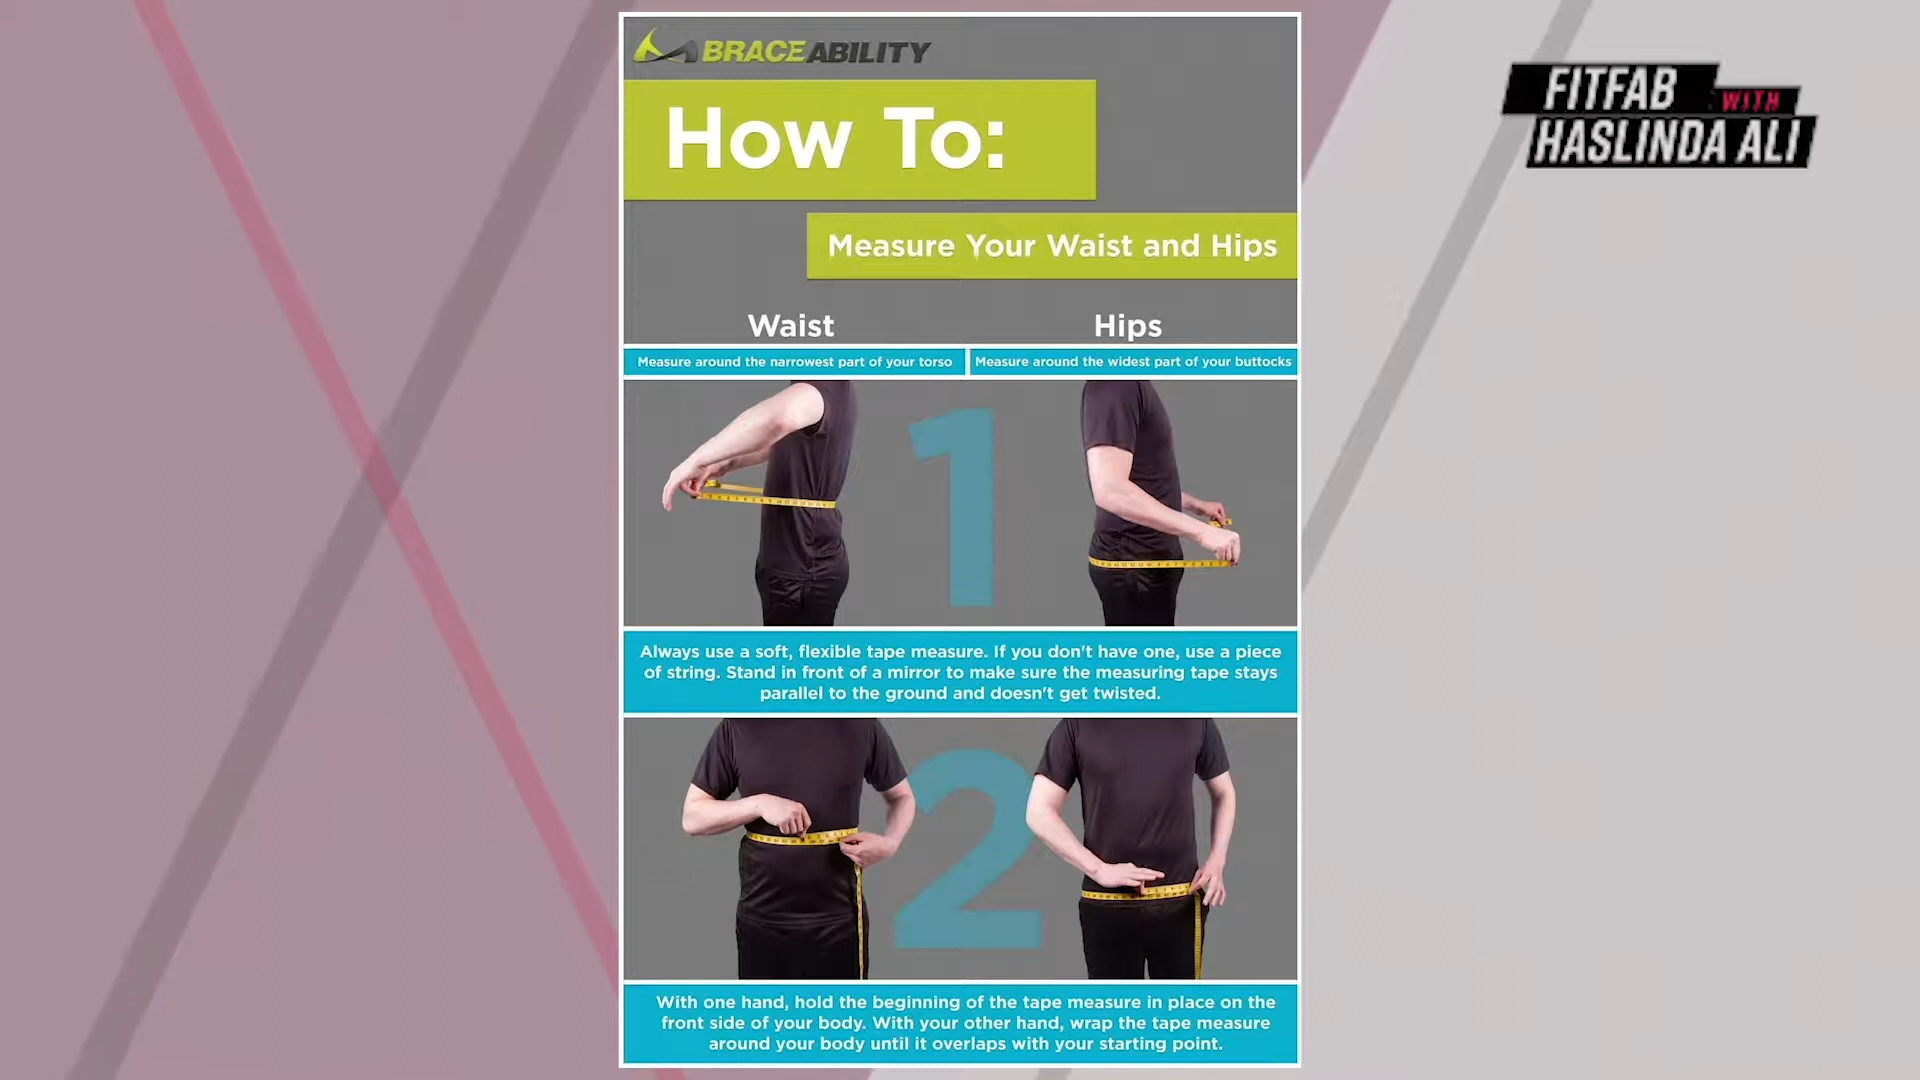 BRACEABILITY
How To:
Measure Your Waist and Hips
Waist
Hips
Measure around the narrowest part of your torso
Measure around the widest part of your buttocks
1
Always use a soft, flexible tape measure. If you don't have one, use a piece
of string. Stand in front of a mirror to make sure the measuring tape stays
parallel to the ground and doesn't get twisted.
2
With one hand, hold the beginning of the tape measure in place on the
front side of your body. With your other hand, wrap the tape measure
around your body until it overlaps with your starting point.
FITFAB WITH
HASLINDA ALI